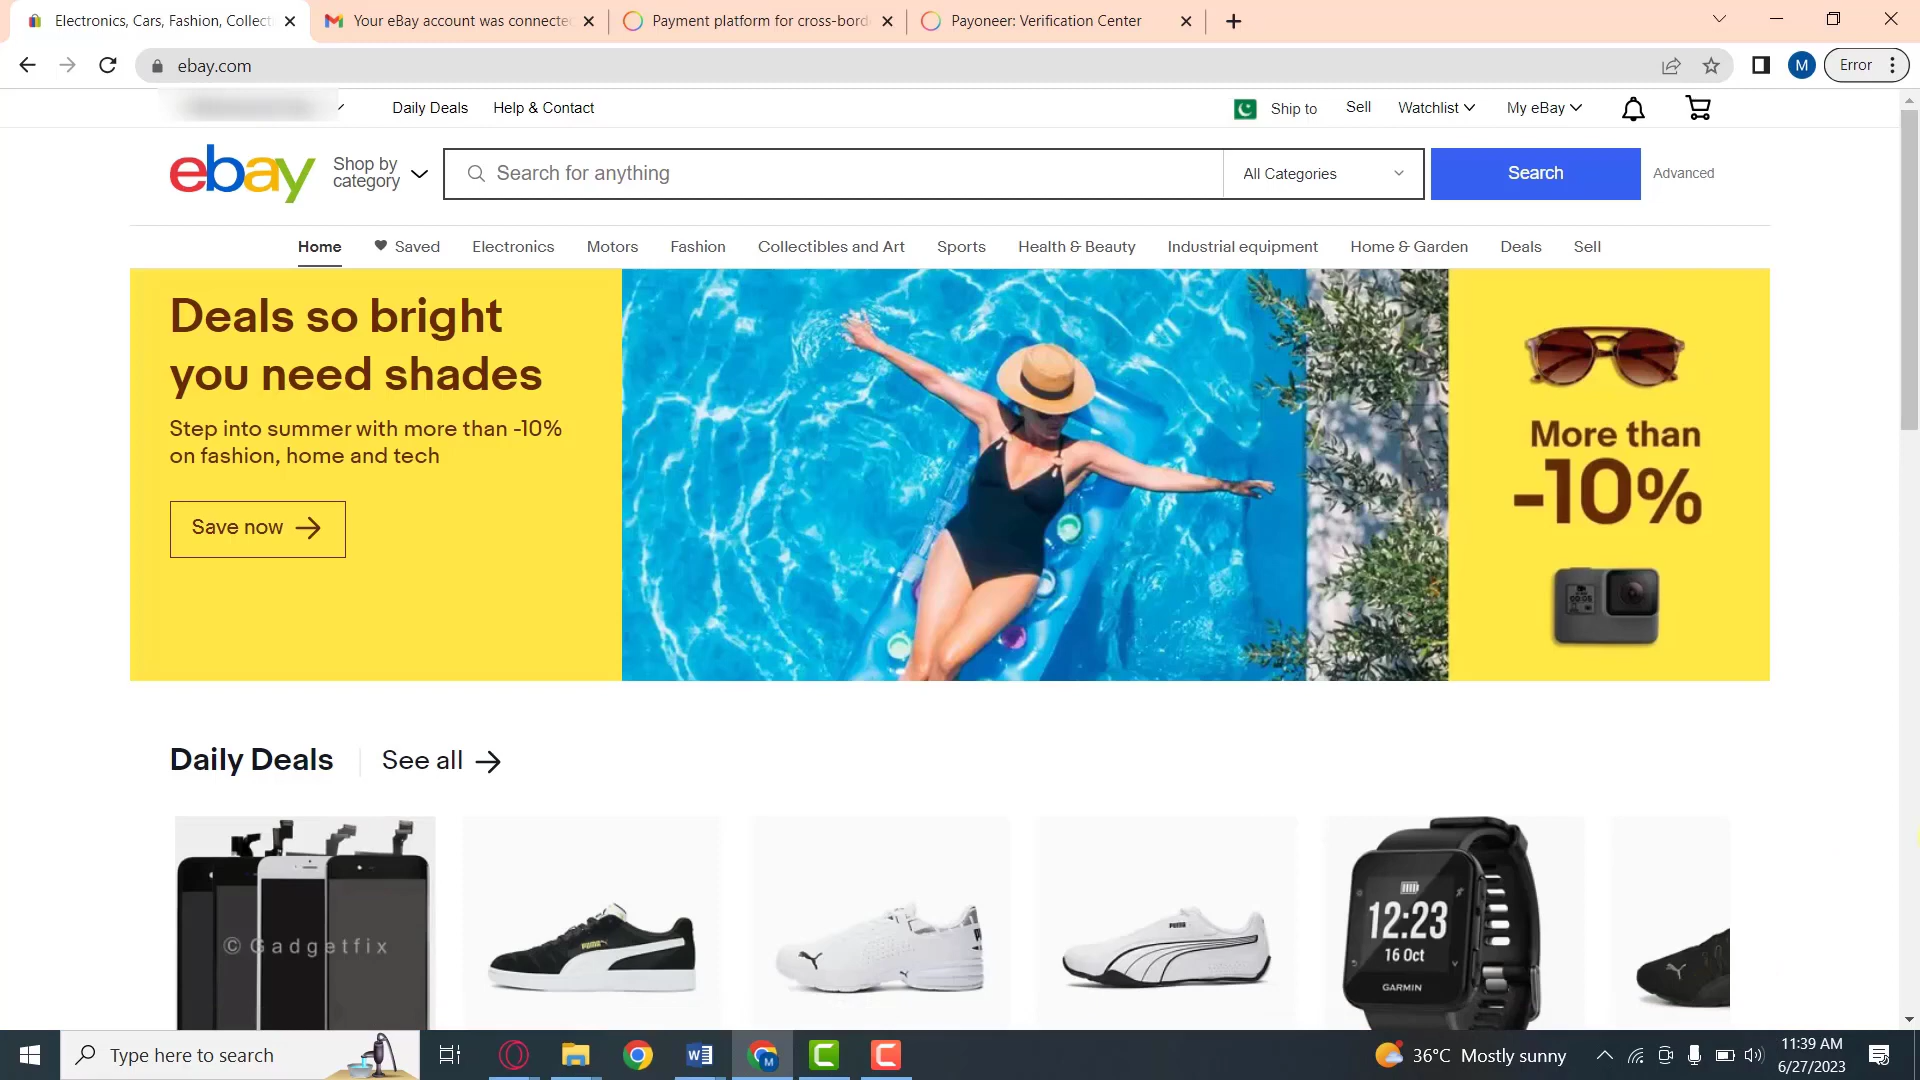 Electronics, Cars, Fashion, Collecti
Your eBay account was connecte
Payment platform for cross-bord
Payoneer: Verification Center
ebay.com
M
Error
Daily Deals
Help & Contact
Ship to
Sell
Watchlist
My eBay
ebay
Shop by
category
Search for anything
All Categories
Search
Advanced
Home
Saved
Electronics
Motors
Fashion
Collectibles and Art
Sports
Health & Beauty
Industrial equipment
Home & Garden
Deals
Sell
Deals so bright
you need shades
Step into summer with more than -10%
on fashion, home and tech
Save now
More than
-10%
Daily Deals
See all
© Gadgetfix
PUMA
PUMA
12:23
16 Oct
GARMIN
Type here to search
36°C Mostly sunny
11:39 AM
6/27/2023